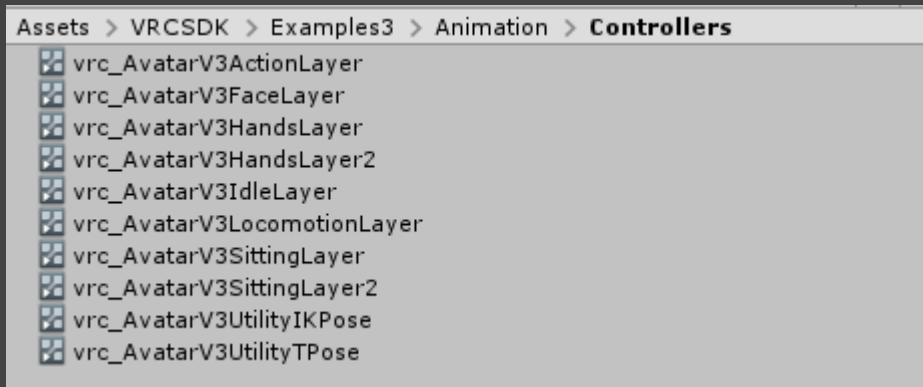 Assets > VRCSDK > Examples3 > Animation > Controllers
vrc_AvatarV3ActionLayer
vrc_AvatarV3FaceLayer
vrc_AvatarV3HandsLayer
vrc_AvatarV3HandsLayer2
vrc_AvatarV3IdleLayer
vrc_AvatarV3LocomotionLayer
vrc_AvatarV3SittingLayer
vrc_AvatarV3SittingLayer2
vrc_AvatarV3UtilityIKPose
vrc_AvatarV3UtilityTPose